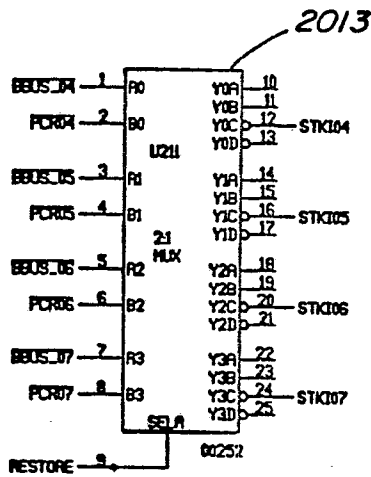 2013
BBUS_04 1 A0 Y0A 10
Y0B 11
PCR04 2 B0 Y0C 12 STKI04
Y0D 13
U211
BBUS_05 3 A1 Y1A 14
Y1B 15
PCR05 4 B1 Y1C 16 STKI05
Y1D 17
2:1
MUX
BBUS_06 5 A2 Y2A 18
Y2B 19
PCR06 6 B2 Y2C 20 STKI06
Y2D 21
BBUS_07 7 A3 Y3A 22
Y3B 23
PCR07 8 B3 Y3C 24 STKI07
Y3D 25
SELA
00252
RESTORE 9